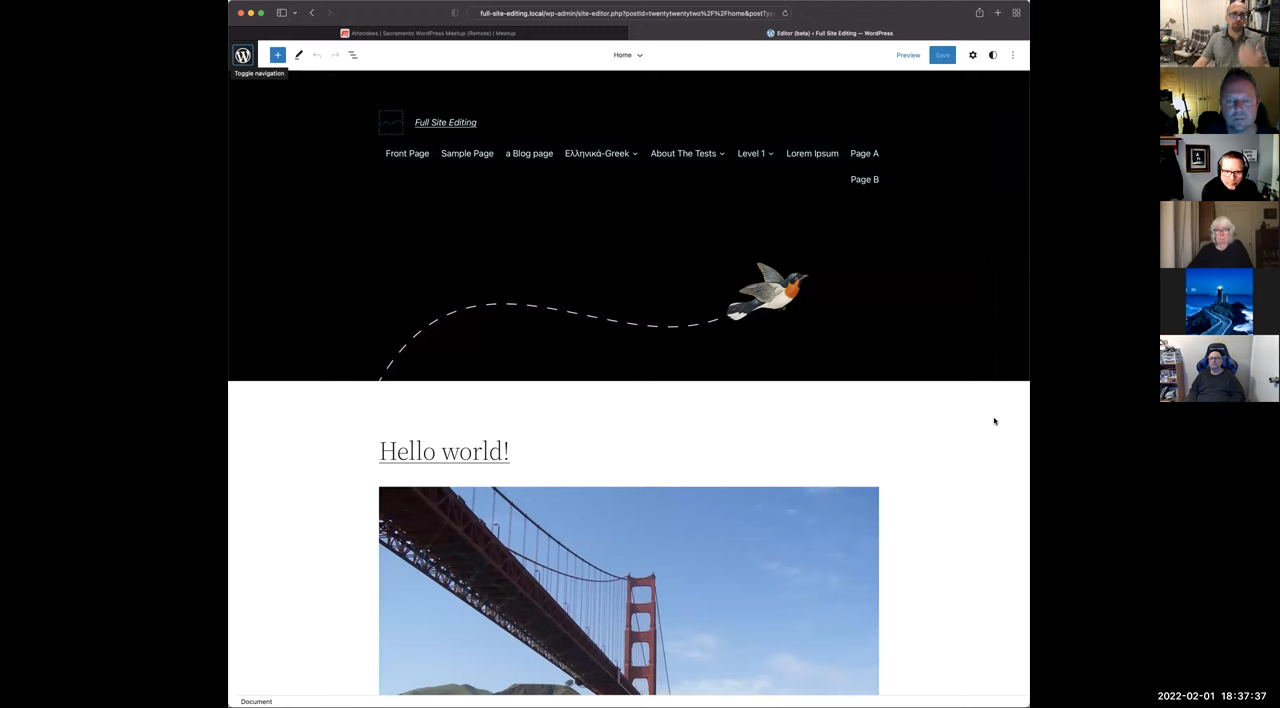 full-site-editing.local/wp-admin/site-editor.php?postId=twentytwentytwo%2F%2Fhome&postTyp
Attendees | Sacramento WordPress Meetup (Remote) | Meetup
Editor (beta) ‹ Full Site Editing — WordPress
Home
Preview
Save
Toggle navigation
Full Site Editing
Front Page Sample Page a Blog page Ελληνικά-Greek About The Tests Level 1 Lorem Ipsum Page A
Page B
Hello world!
Document
2022-02-01 18:37:37